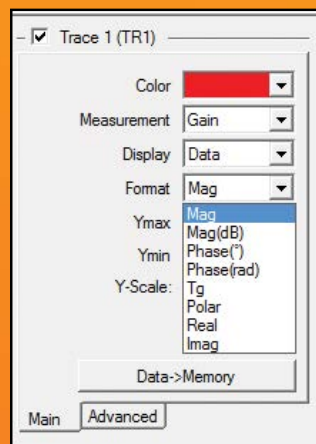 Trace 1 (TR1)
Color
Measurement Gain
Display Data
Format Mag
Mag
Ymax
Mag(dB)
Phase(°)
Ymin
Phase(rad)
Y-Scale: Tg
Polar
Real
Imag
Data->Memory
Main Advanced